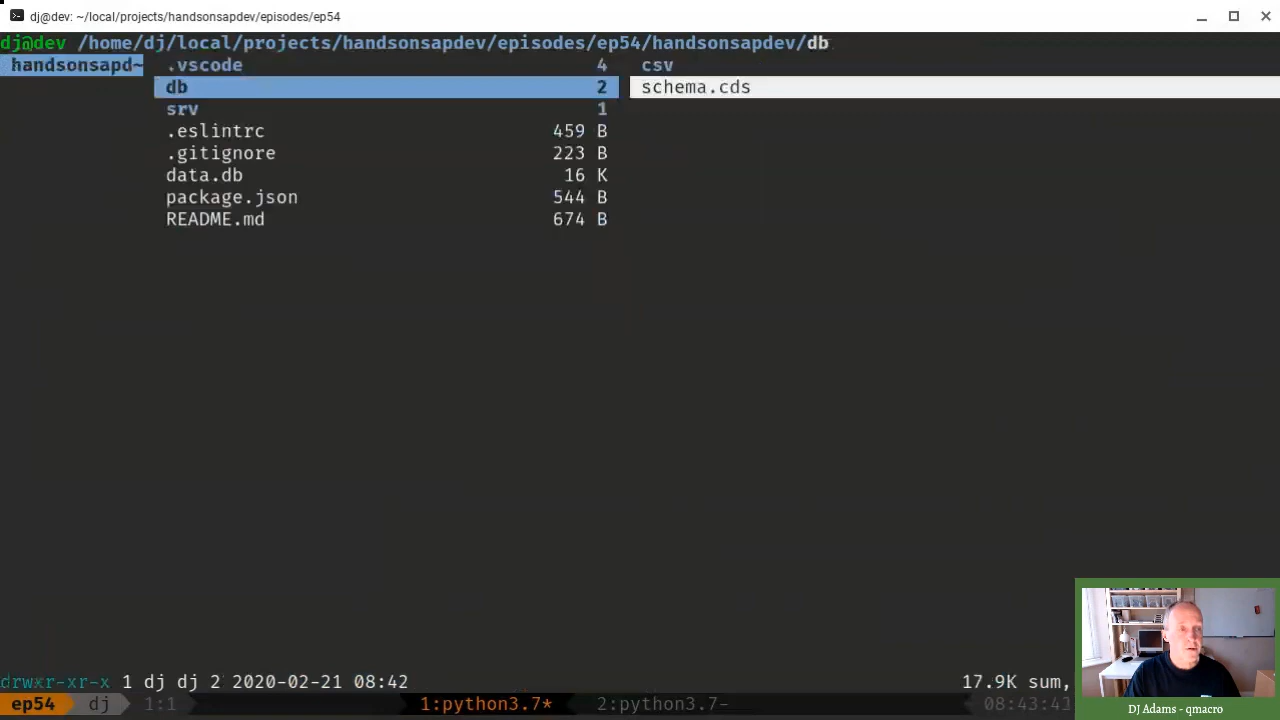 dj@dev: ~/local/projects/handsonsapdev/episodes/ep54
dj@dev /home/dj/local/projects/handsonsapdev/episodes/ep54/handsonsapdev/db
handsonsapd~ .vscode 4 csv
db 2 schema.cds
srv 1
.eslintrc 459 B
.gitignore 223 B
data.db 16 K
package.json 544 B
README.md 674 B
drwxr-xr-x 1 dj dj 2 2020-02-21 08:42 17.9K sum,
ep54 dj 1:1 1:python3.7* 2:python3.7- 08:43:43
DJ Adams - qmacro